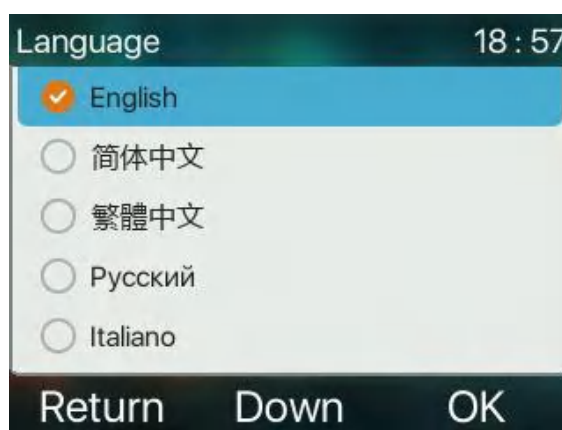 Language 18 : 57
English
简体中文
繁體中文
Русский
Italiano
Return Down OK